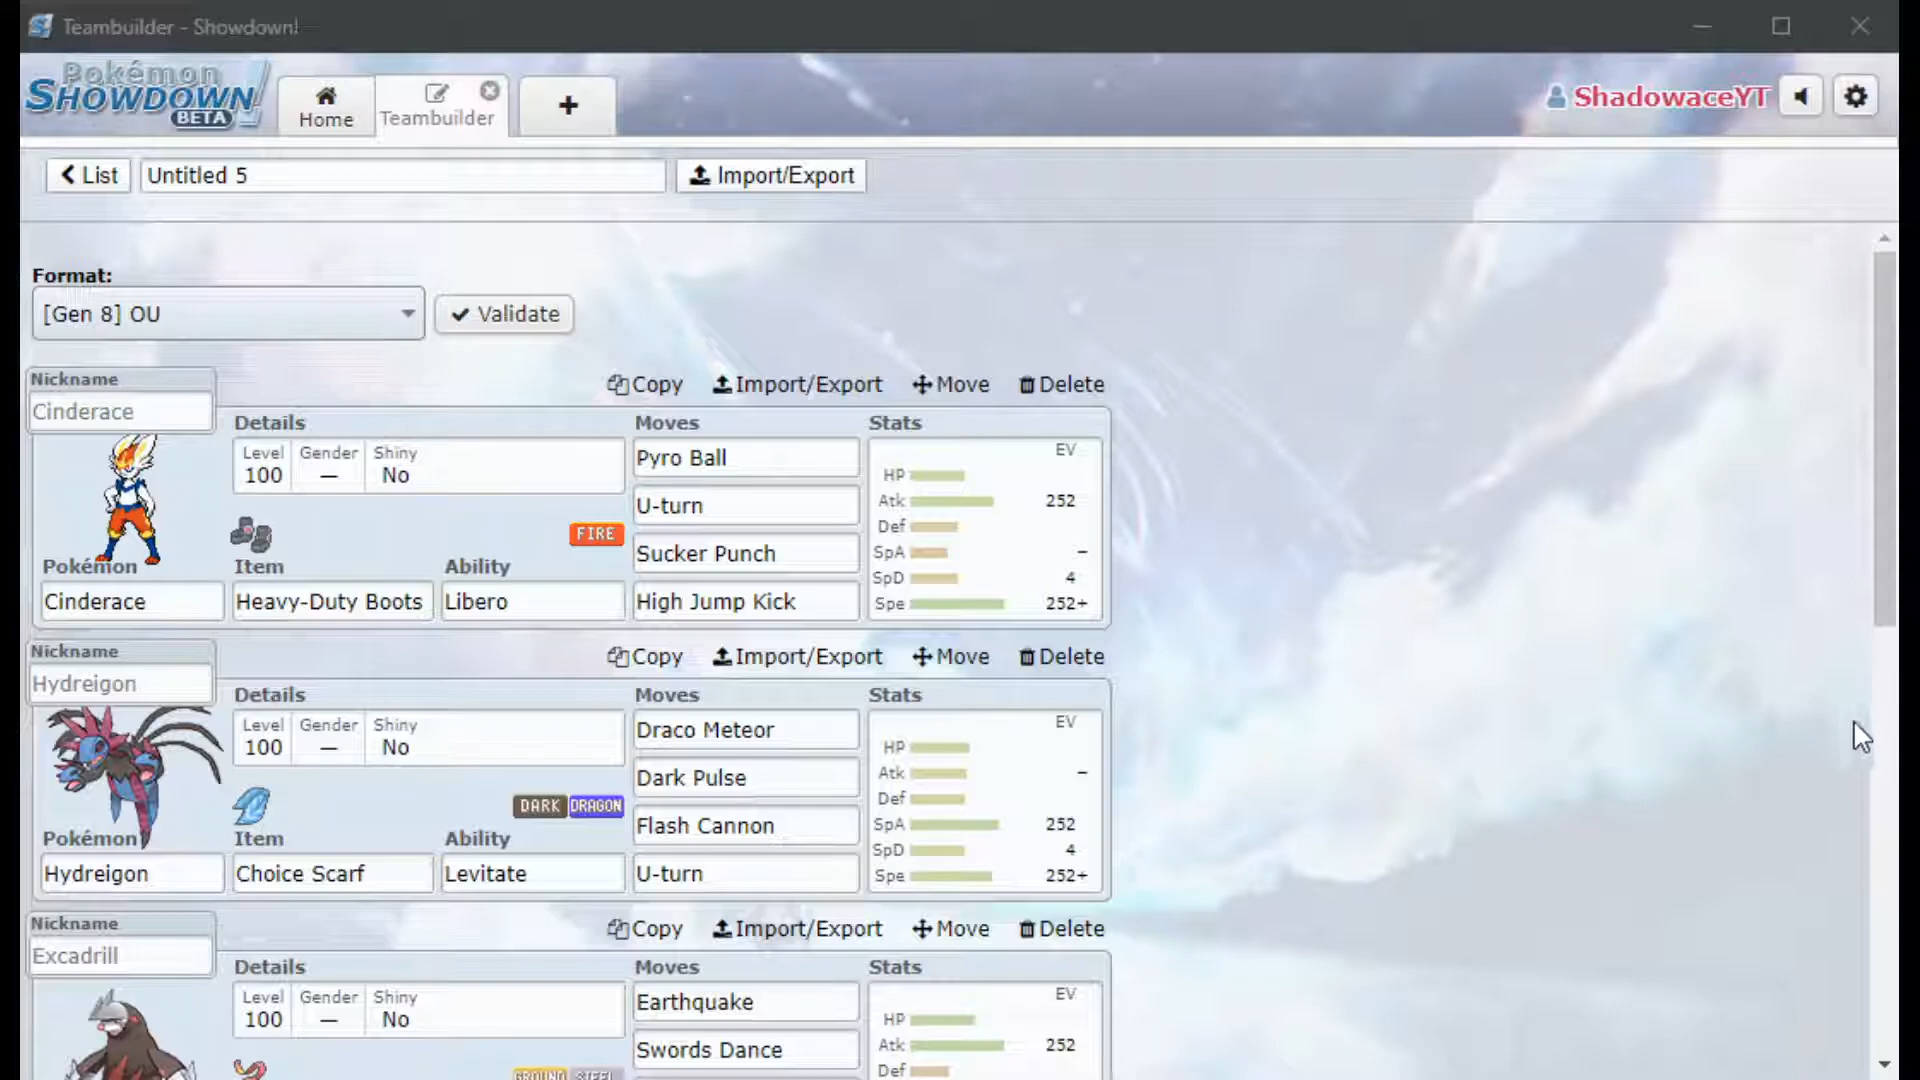 Teambuilder - Showdown!
Pokémon
SHOWDOWN!
BETA
Home
Teambuilder
+
ShadowaceYT
List
Untitled 5
Import/Export
Format:
[Gen 8] OU
Validate
Nickname
Cinderace
Copy
Import/Export
Move
Delete
Details
Moves
Stats
Level
Gender
Shiny
100
—
No
FIRE
Pokémon
Item
Ability
Cinderace
Heavy-Duty Boots
Libero
Pyro Ball
U-turn
Sucker Punch
High Jump Kick
EV
HP
Atk 252
Def
SpA –
SpD 4
Spe 252+
Nickname
Hydreigon
Copy
Import/Export
Move
Delete
Details
Moves
Stats
Level
Gender
Shiny
100
—
No
DARK
DRAGON
Pokémon
Item
Ability
Hydreigon
Choice Scarf
Levitate
Draco Meteor
Dark Pulse
Flash Cannon
U-turn
EV
HP
Atk –
Def
SpA 252
SpD 4
Spe 252+
Nickname
Excadrill
Copy
Import/Export
Move
Delete
Details
Moves
Stats
Level
Gender
Shiny
100
—
No
GROUND
STEEL
Earthquake
Swords Dance
EV
HP
Atk 252
Def